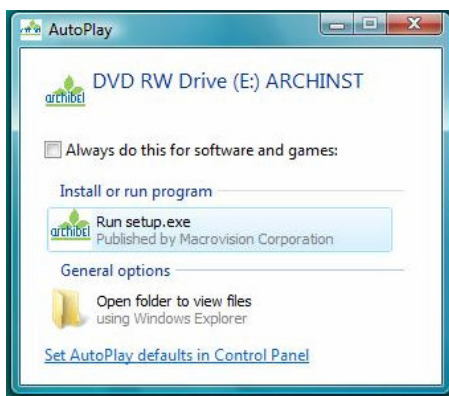 AutoPlay
DVD RW Drive (E:) ARCHINST
archibel
Always do this for software and games:
Install or run program
Run setup.exe
archibel
Published by Macrovision Corporation
General options
Open folder to view files
using Windows Explorer
Set AutoPlay defaults in Control Panel